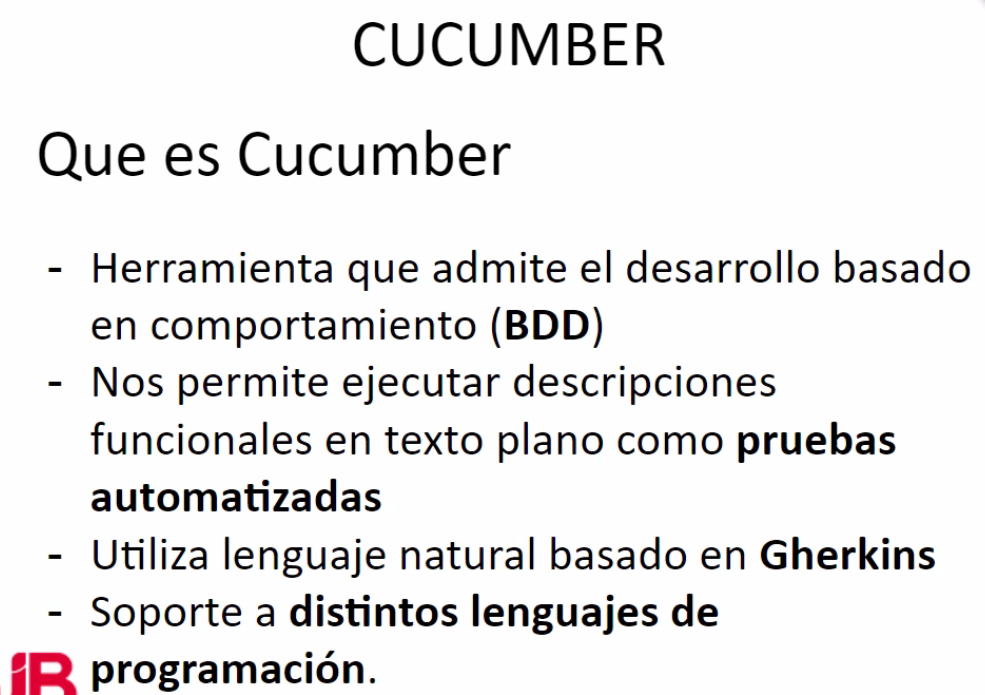 CUCUMBER
Que es Cucumber
- Herramienta que admite el desarrollo basado
en comportamiento (BDD)
- Nos permite ejecutar descripciones
funcionales en texto plano como pruebas
automatizadas
- Utiliza lenguaje natural basado en Gherkins
- Soporte a distintos lenguajes de
programación.